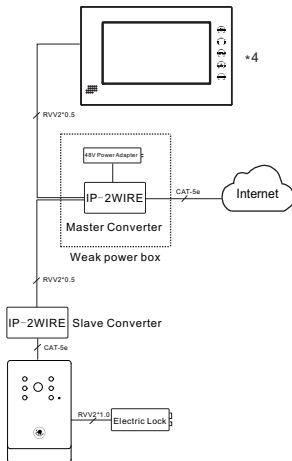 *4
RVV2*0.5
48V Power Adapter
IP-2WIRE
CAT-5e
Internet
Master Converter
Weak power box
RVV2*0.5
IP-2WIRE Slave Converter
CAT-5e
RVV2*1.0
Electric Lock